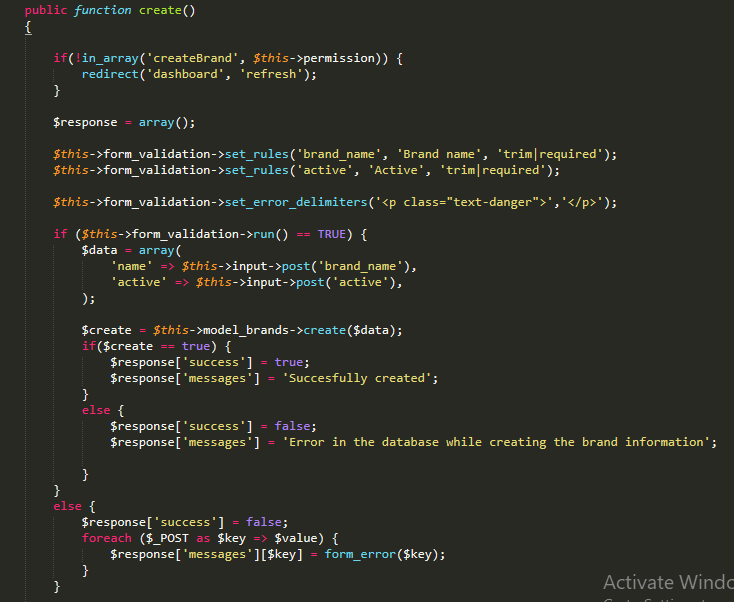 public function create()
{
if(!in_array('createBrand', $this->permission)) {
redirect('dashboard', 'refresh');
}
$response = array();
$this->form_validation->set_rules('brand_name', 'Brand name', 'trim|required');
$this->form_validation->set_rules('active', 'Active', 'trim|required');
$this->form_validation->set_error_delimiters('<p class="text-danger">','</p>');
if ($this->form_validation->run() == TRUE) {
$data = array(
'name' => $this->input->post('brand_name'),
'active' => $this->input->post('active'),
);
$create = $this->model_brands->create($data);
if($create == true) {
$response['success'] = true;
$response['messages'] = 'Succesfully created';
}
else {
$response['success'] = false;
$response['messages'] = 'Error in the database while creating the brand information';
}
}
else {
$response['success'] = false;
foreach ($_POST as $key => $value) {
$response['messages'][$key] = form_error($key);
}
}
Activate Windo